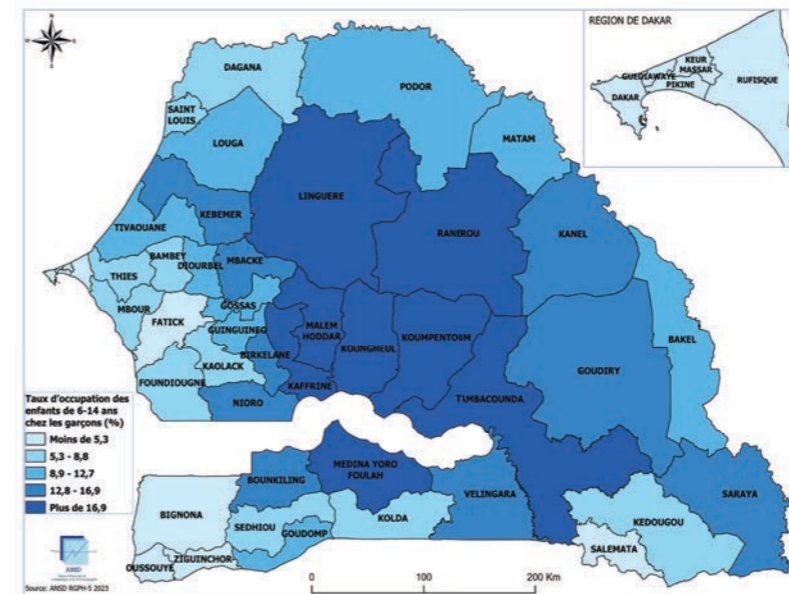 REGION DE DAKAR
KEUR
MASSAR
GUEDIAWAYE
RUFISQUE
PIKINE
DAKAR
DAGANA
PODOR
SAINT
LOUIS
LOUGA
MATAM
LINGUERE
KEBEMER
TIVAOUANE
RANIROU
KANEL
BAMBEY
MBACKE
DIOURBEL
THIES
GOSSAS
MBOUR
FATICK
GUINGUINEO
MALEM
HODDAR
KOUNGHEUL
KOUMPENTOUM
BAKEL
BIRKELANE
KAOLACK
GOUDIRY
FOUNDIOUGNE
KAFFRINE
NIORO
TAMBACOUNDA
Taux d'occupation des
enfants de 6-14 ans
chez les garçons (%)
Moins de 5,3
5,3 - 8,8
8,9 - 12,7
12,8 - 16,9
Plus de 16,9
MEDINA YORO
FOULAH
BOUNKILING
VELINGARA
SARAYA
BIGNONA
SEDHIOU
KOLDA
KEDOUGOU
GOUDOMP
SALEMATA
OUSSOUYE
ZIGUINCHOR
ANSD
0 100 200 Km
Source: ANSD RGPH-5 2023